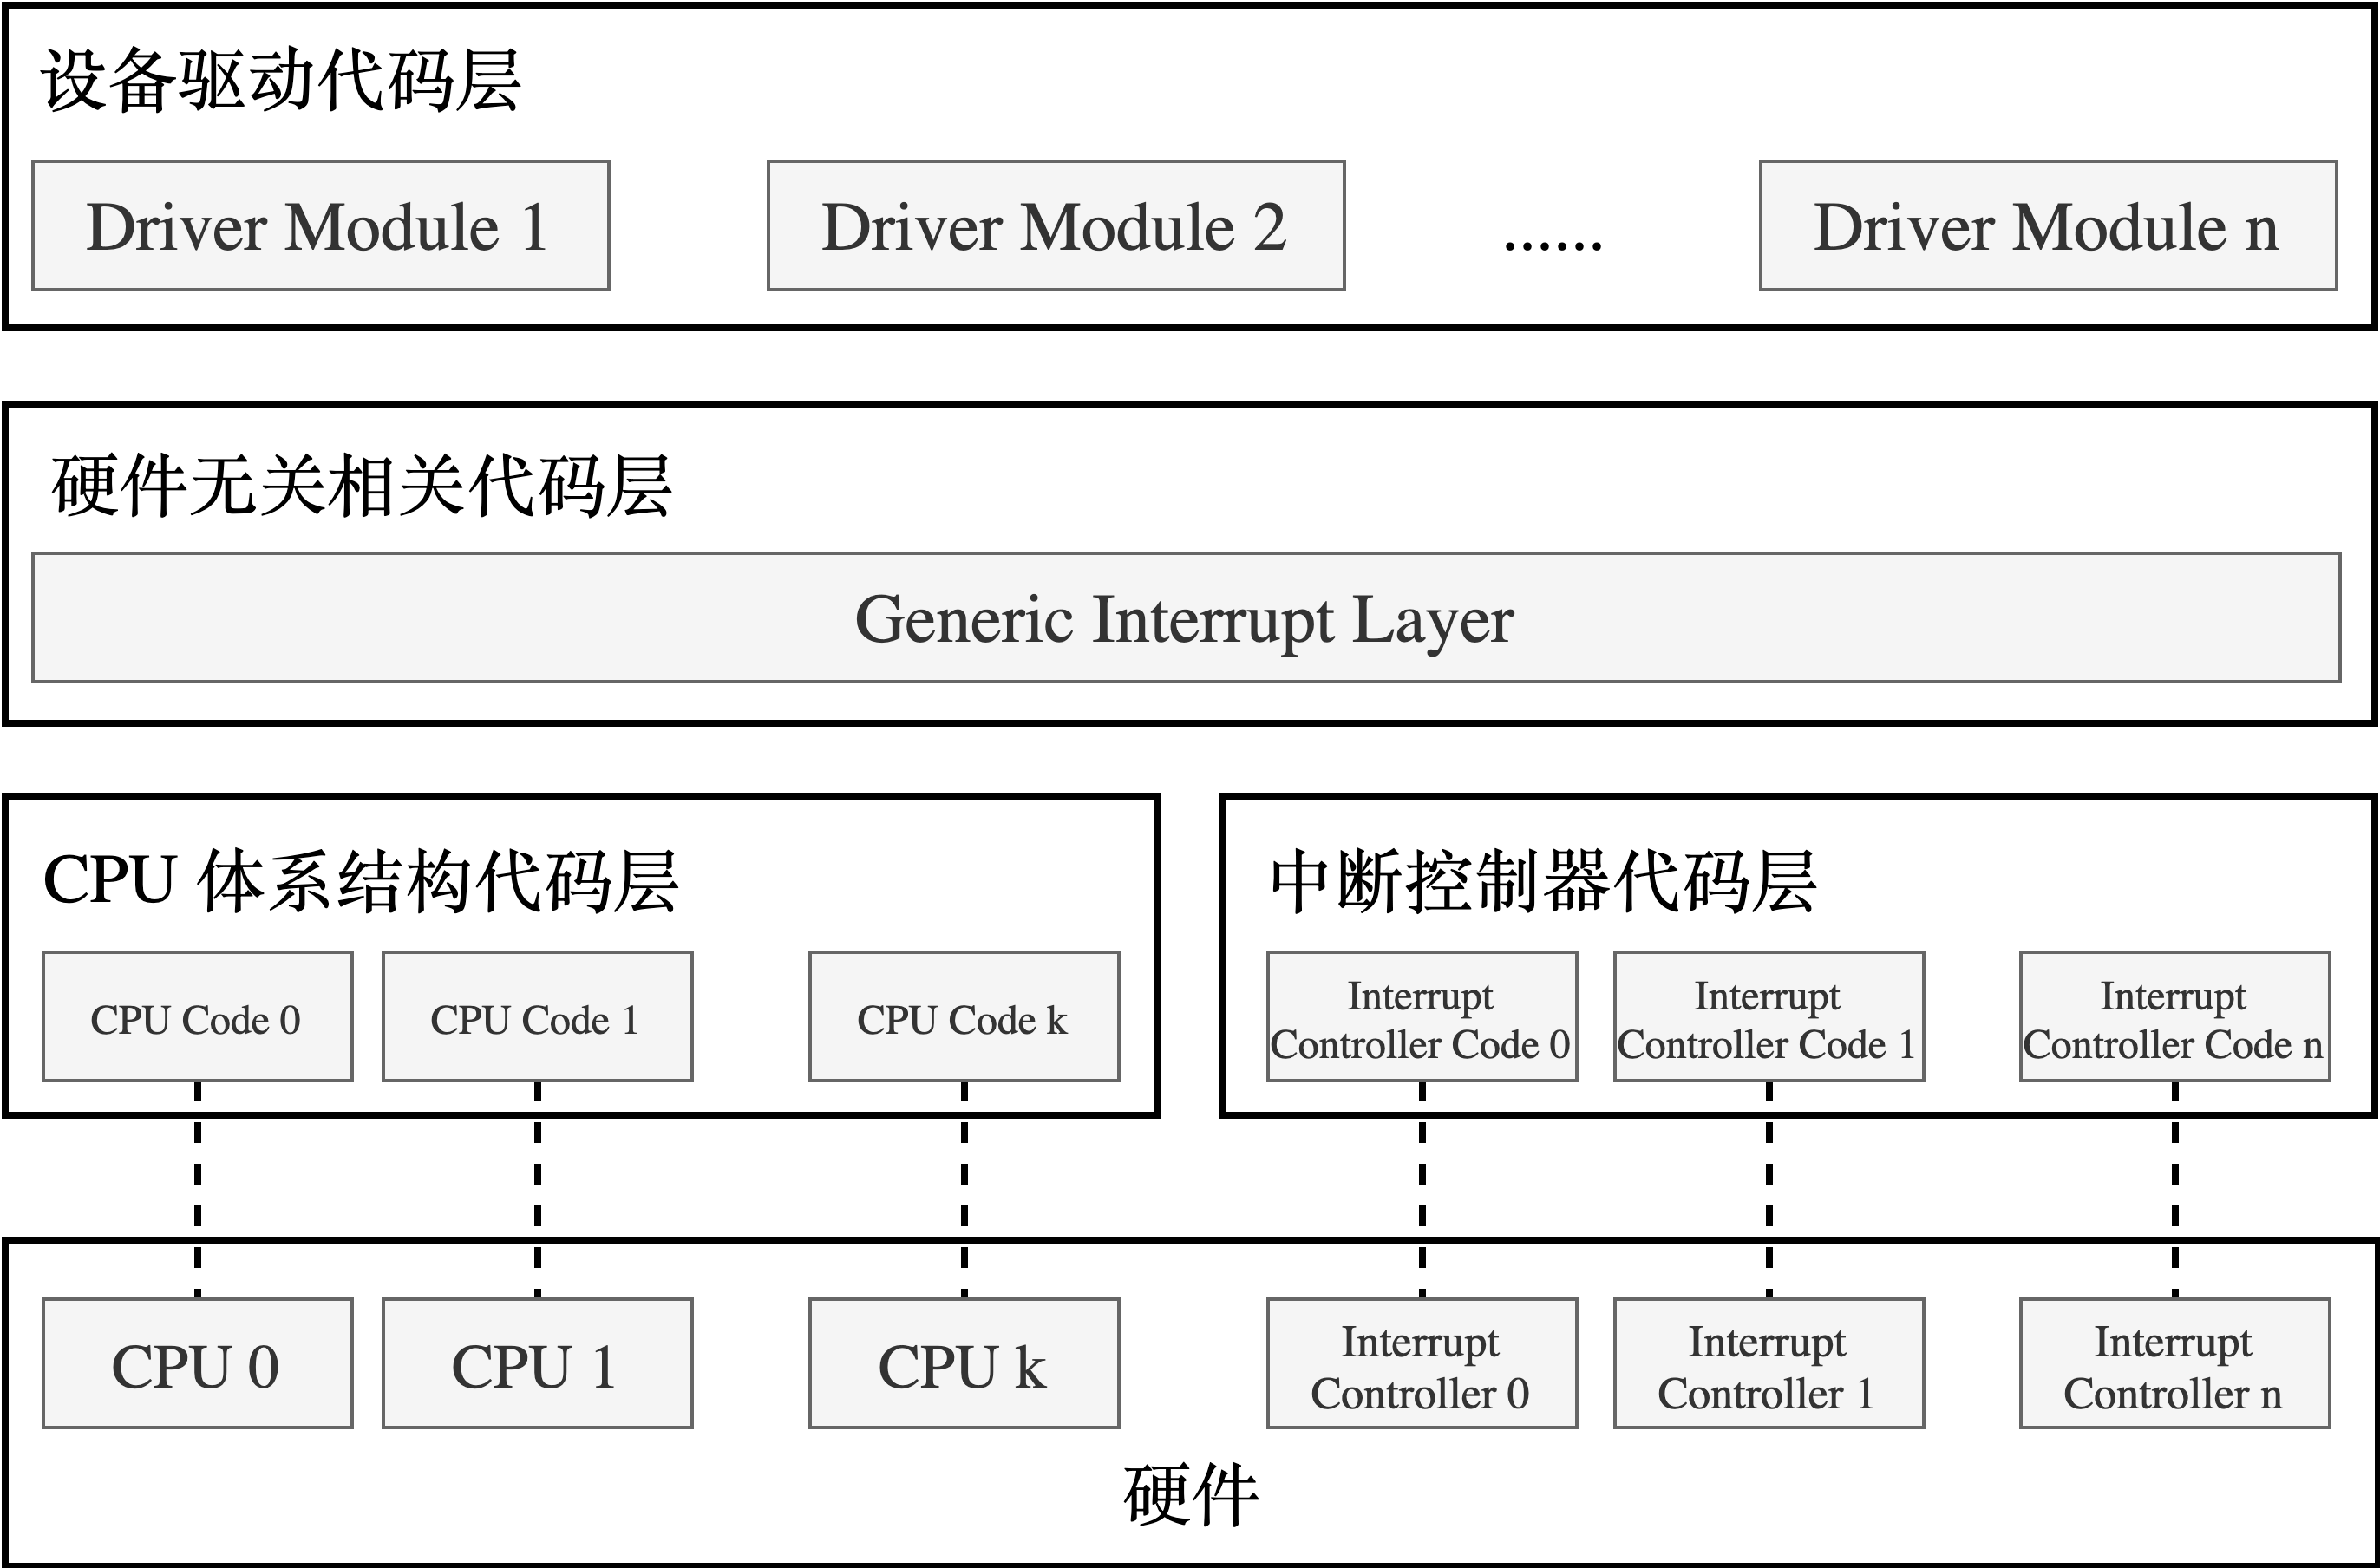 设备驱动代码层
Driver Module 1
Driver Module 2
......
Driver Module n
硬件无关相关代码层
Generic Interrupt Layer
CPU 体系结构代码层
CPU Code 0
CPU Code 1
CPU Code k
中断控制器代码层
Interrupt
Controller Code 0
Interrupt
Controller Code 1
Interrupt
Controller Code n
CPU 0
CPU 1
CPU k
Interrupt
Controller 0
Interrupt
Controller 1
Interrupt
Controller n
硬件